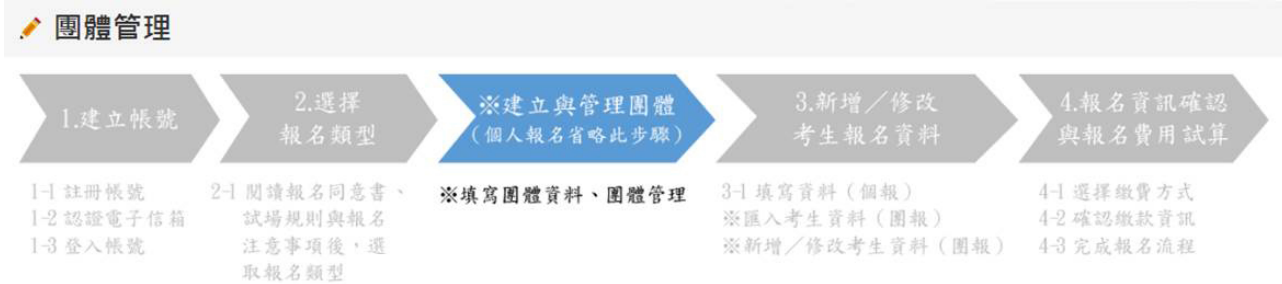 團體管理
1.建立帳號
2.選擇
報名類型
※建立與管理團體
(個人報名省略此步驟)
3.新增／修改
考生報名資料
4.報名資訊確認
與報名費用試算
1-1 註冊帳號
1-2 認證電子信箱
1-3 登入帳號
2-1 閱讀報名同意書、
試場規則與報名
注意事項後，選
取報名類型
※填寫團體資料、團體管理
3-1 填寫資料（個報）
※匯入考生資料（團報）
※新增／修改考生資料（團報）
4-1 選擇繳費方式
4-2 確認繳款資訊
4-3 完成報名流程